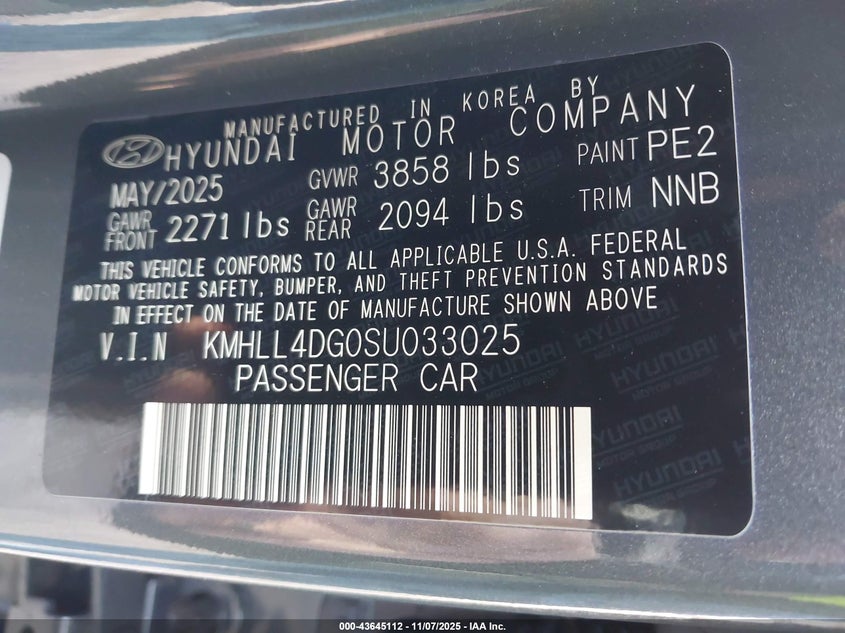 MANUFACTURED IN KOREA BY
HYUNDAI MOTOR COMPANY
MAY/2025 GVWR 3858 lbs PAINT PE2
GAWR FRONT 2271 lbs GAWR REAR 2094 lbs TRIM NNB
THIS VEHICLE CONFORMS TO ALL APPLICABLE U.S.A. FEDERAL
MOTOR VEHICLE SAFETY, BUMPER, AND THEFT PREVENTION STANDARDS
IN EFFECT ON THE DATE OF MANUFACTURE SHOWN ABOVE
V.I.N KMHLL4DG0SU033025
PASSENGER CAR
HYUNDAI
MOTOR GROUP
000-43645112 - 11/07/2025 - IAA Inc.